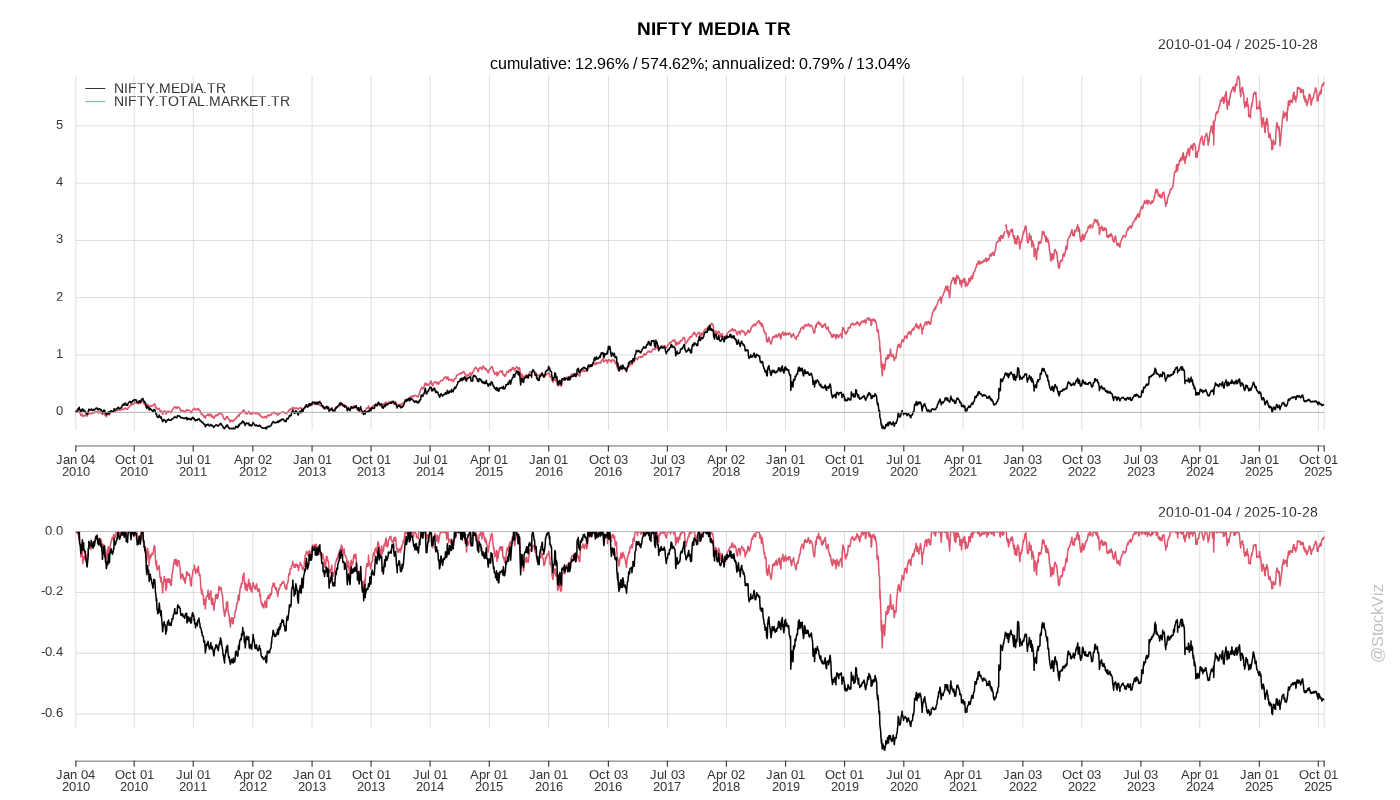 NIFTY MEDIA TR
2010-01-04 / 2025-10-28
cumulative: 12.96% / 574.62%; annualized: 0.79% / 13.04%
NIFTY.MEDIA.TR
NIFTY.TOTAL.MARKET.TR
5
4
3
2
1
0
Jan 04 Oct 01 Jul 01 Apr 02 Jan 01 Oct 01 Jul 01 Apr 01 Jan 01 Oct 03 Jul 03 Apr 02 Jan 01 Oct 01 Jul 01 Apr 01 Jan 03 Oct 03 Jul 03 Apr 01 Jan 01 Oct 01
2010 2010 2011 2012 2013 2013 2014 2015 2016 2016 2017 2018 2019 2019 2020 2021 2022 2022 2023 2024 2025 2025
2010-01-04 / 2025-10-28
0.0
-0.2
-0.4
-0.6
Jan 04 Oct 01 Jul 01 Apr 02 Jan 01 Oct 01 Jul 01 Apr 01 Jan 01 Oct 03 Jul 03 Apr 02 Jan 01 Oct 01 Jul 01 Apr 01 Jan 03 Oct 03 Jul 03 Apr 01 Jan 01 Oct 01
2010 2010 2011 2012 2013 2013 2014 2015 2016 2016 2017 2018 2019 2019 2020 2021 2022 2022 2023 2024 2025 2025
@StockViz